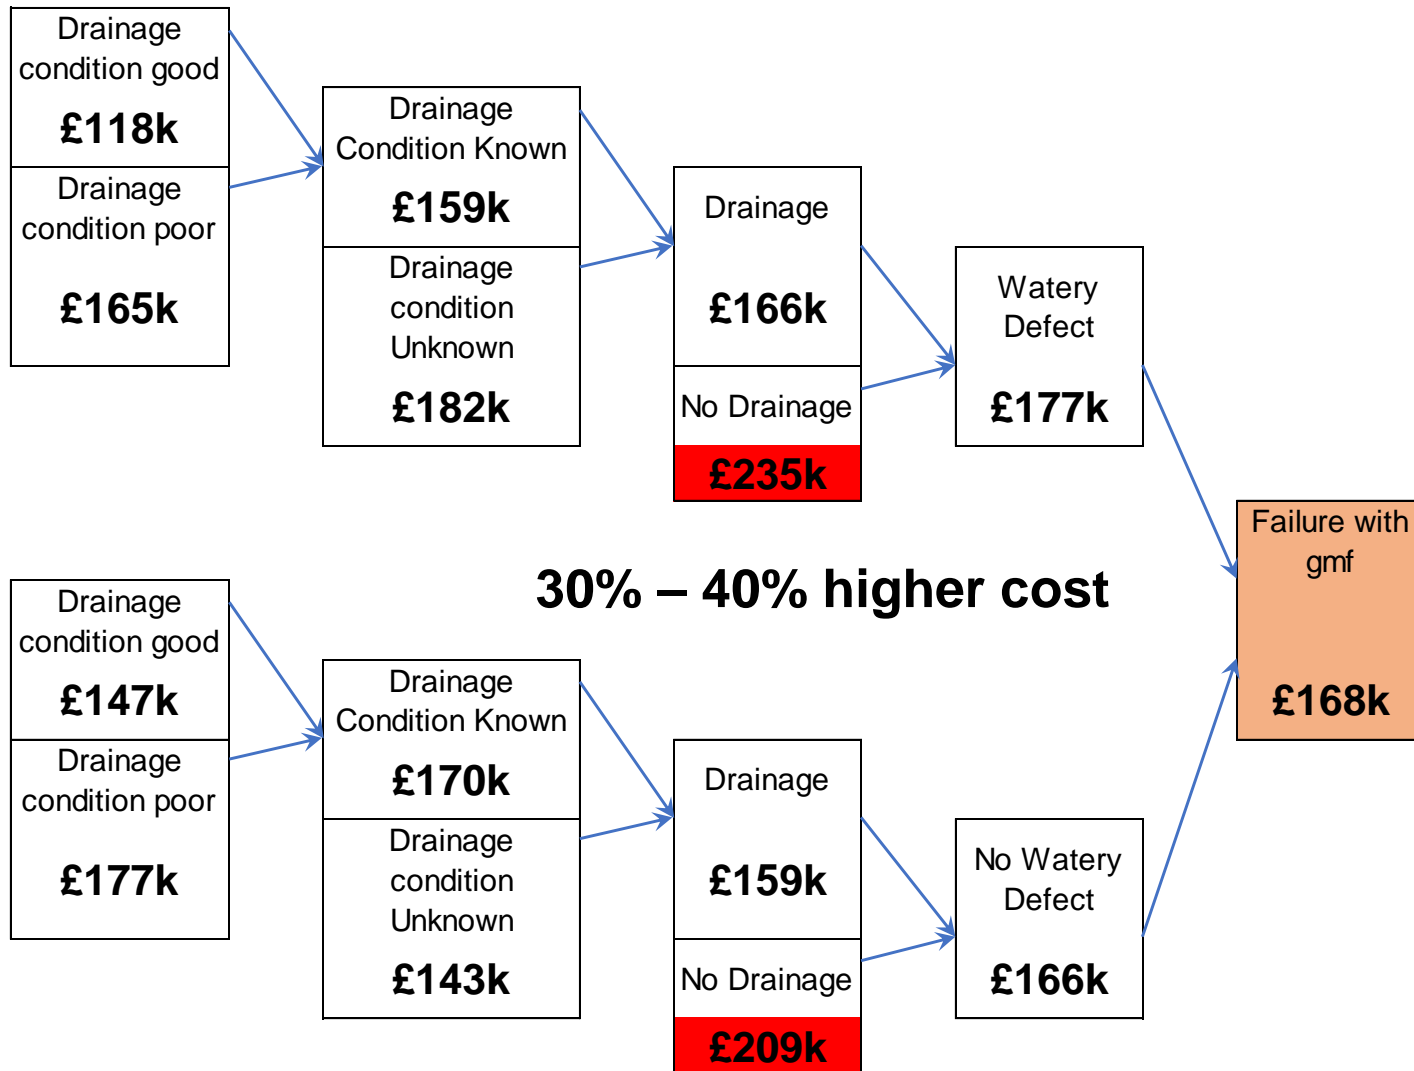 Drainage
condition good
£118k
Drainage
condition poor
£165k
Drainage
Condition Known
£159k
Drainage
condition
Unknown
£182k
Drainage
£166k
No Drainage
£235k
Watery
Defect
£177k
Failure with
gmf
£168k
30% – 40% higher cost
Drainage
condition good
£147k
Drainage
condition poor
£177k
Drainage
Condition Known
£170k
Drainage
condition
Unknown
£143k
Drainage
£159k
No Drainage
£209k
No Watery
Defect
£166k